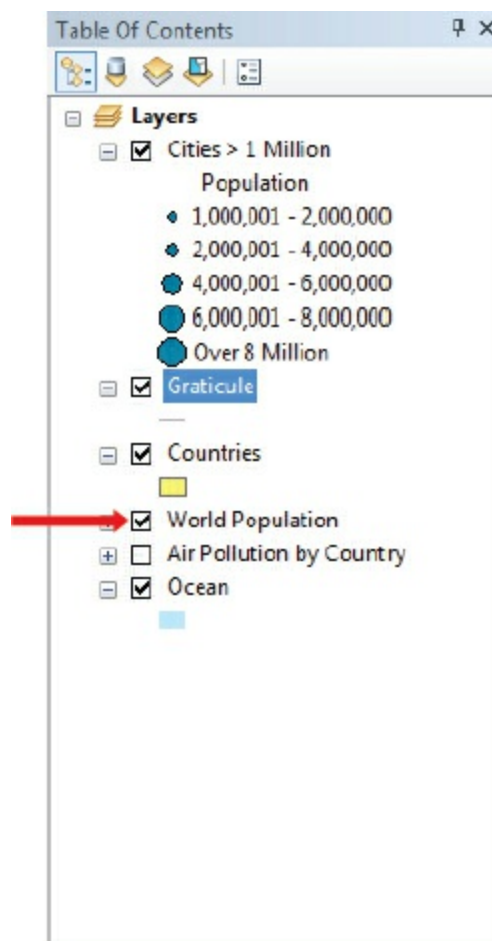 Table Of Contents
Layers
Cities > 1 Million
Population
1,000,001 - 2,000,000
2,000,001 - 4,000,000
4,000,001 - 6,000,000
6,000,001 - 8,000,000
Over 8 Million
Graticule
Countries
World Population
Air Pollution by Country
Ocean